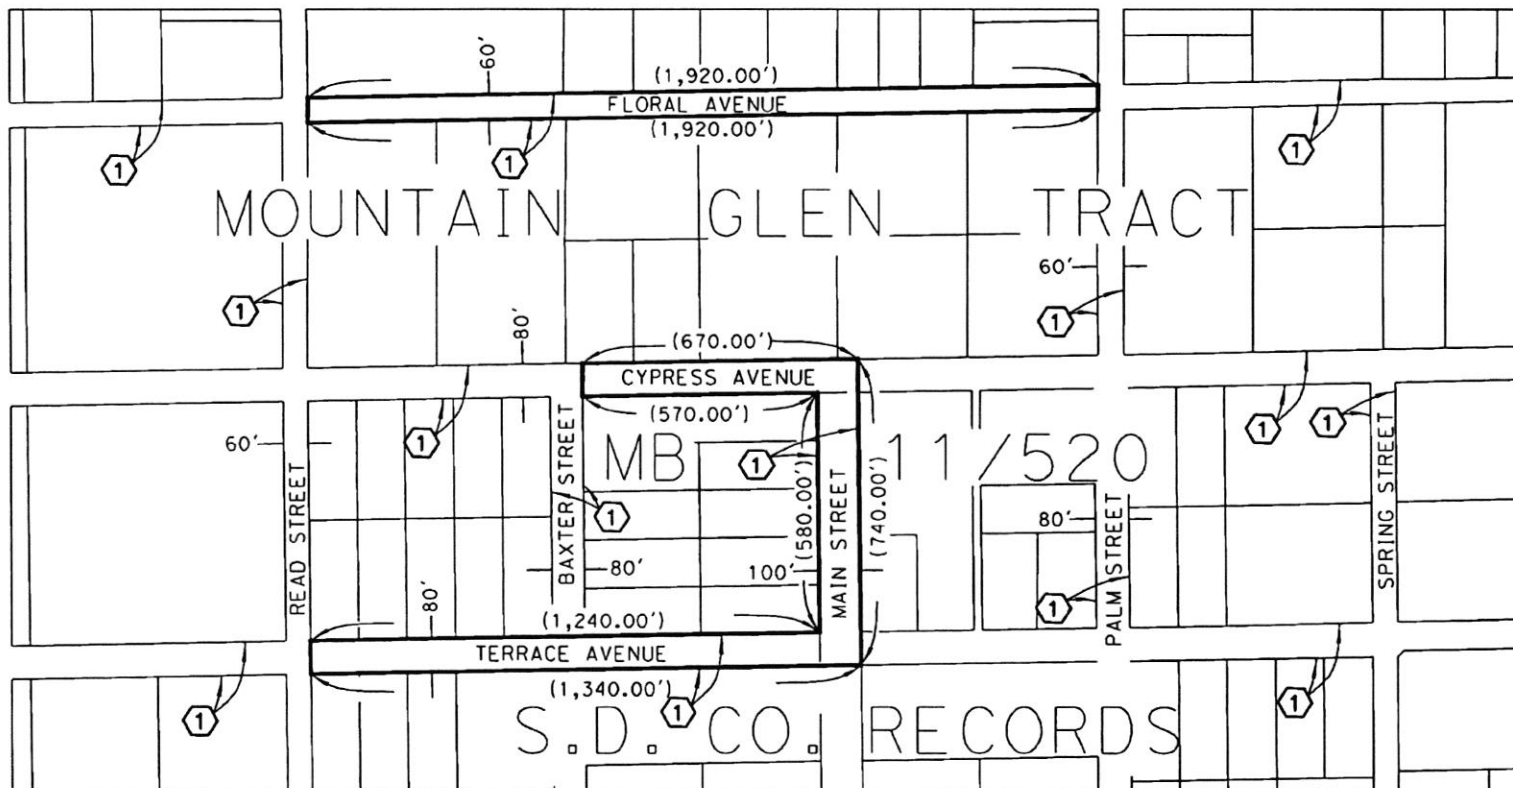 60'
(1,920.00')
FLORAL AVENUE
(1,920.00')
1
1
1
MOUNTAIN GLEN TRACT
60'
1
1
80'
(670.00')
CYPRESS AVENUE
(570.00')
1
1
1
60'
MB 11/520
1
BAXTER STREET
1
(580.00')
MAIN STREET
(740.00')
80'
PALM STREET
SPRING STREET
READ STREET
80'
80'
100'
1
(1,240.00')
TERRACE AVENUE
(1,340.00')
1
1
1
S.D. CO. RECORDS